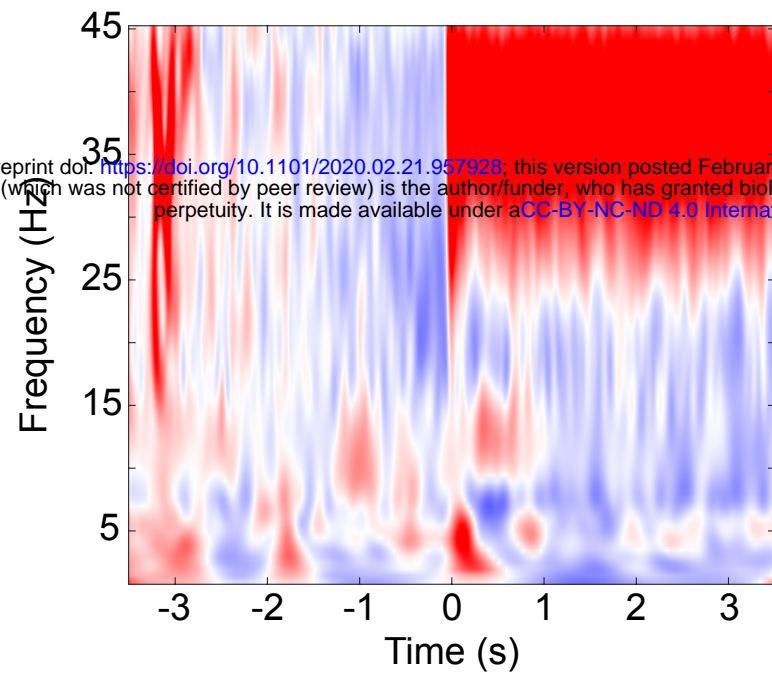 45
35
eprint doi: https://doi.org/10.1101/2020.02.21.957928; this version posted Februar
(which was not certified by peer review) is the author/funder, who has granted bioR
perpetuity. It is made available under aCC-BY-NC-ND 4.0 Internat
Frequency (Hz)
25
15
5
-3 -2 -1 0 1 2 3
Time (s)